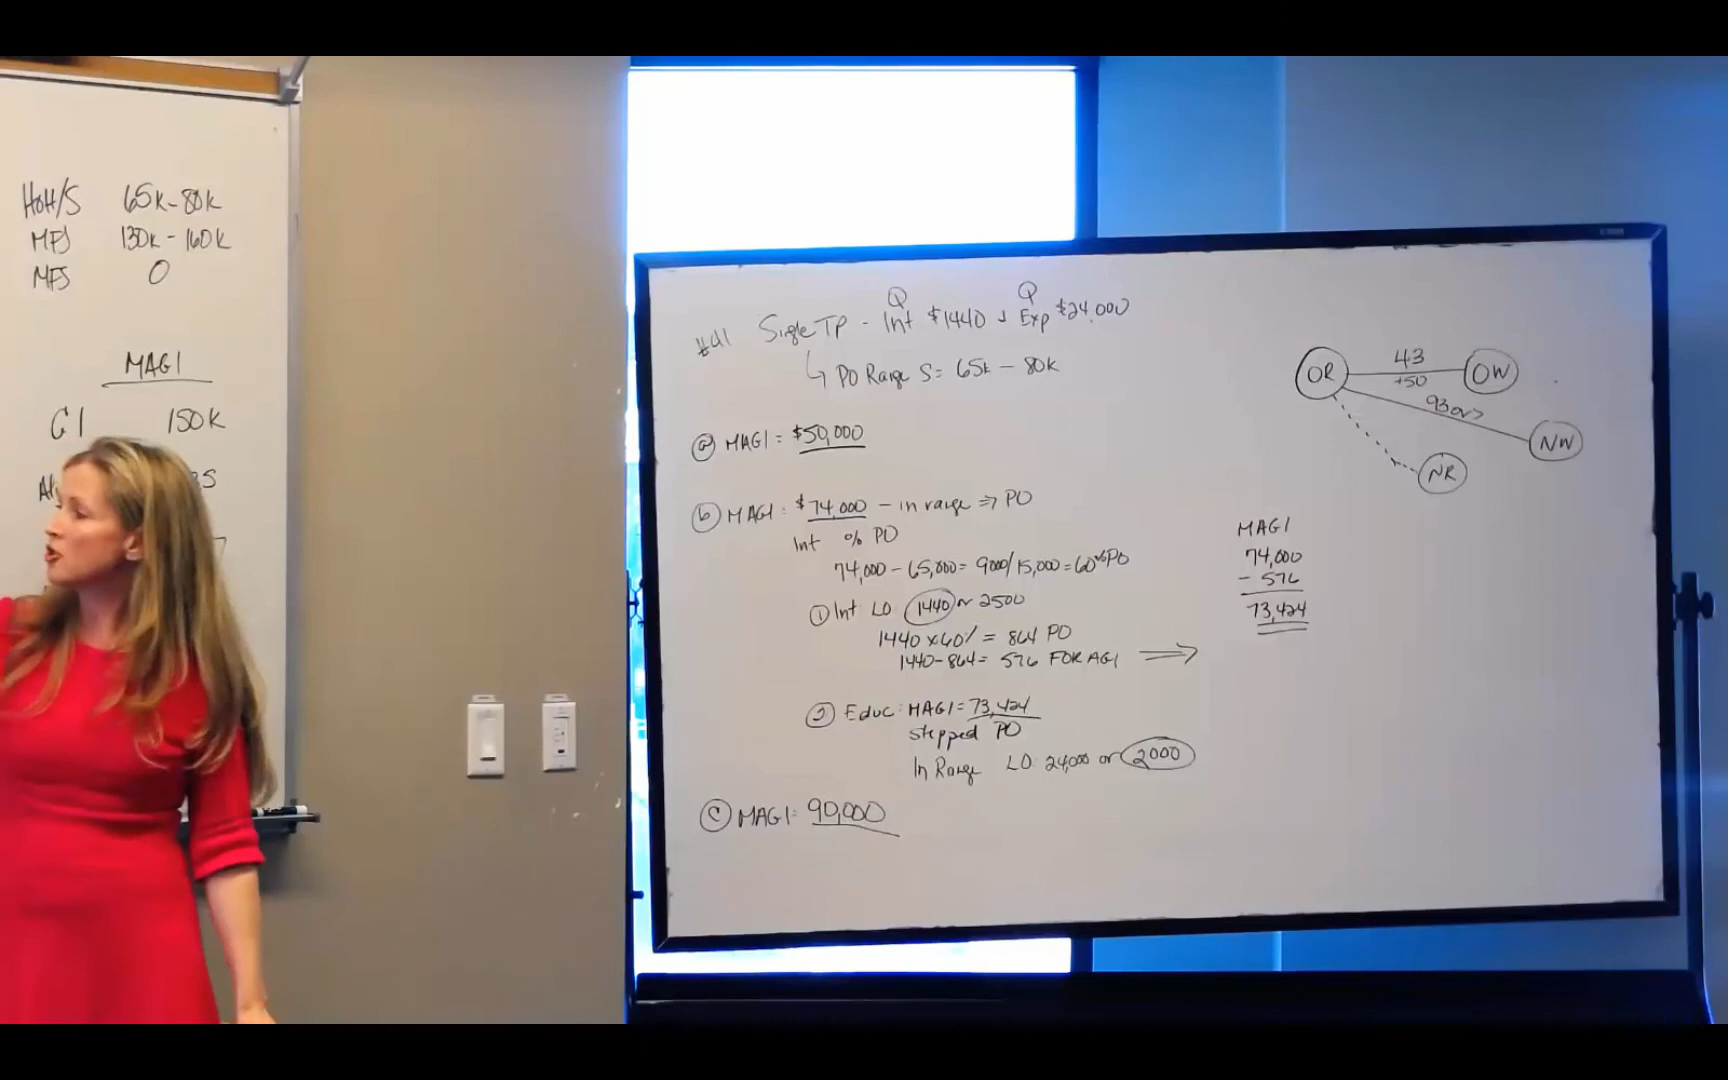 HoH/S 65K-80K
MFJ 130K - 160K
MFS 0
MAGI
CI 150K
#41 Single TP - Int $1440 + Exp $24,000
Q Q
↳ PO Range S= 65K - 80K
(a) MAGI = $50,000
(b) MAGI: $74,000 - in range ⇒ PO
Int % PO
74,000 - 65,000 = 9000/15,000 = 60% PO
① Int LO 1440 or 2500
1440 x 60% = 864 PO
1440 - 864 = 576 FOR AGI ⇒
② Educ: MAGI = 73,424
stepped PO
In Range LO 24,000 or 2000
(c) MAGI: 90,000
OR 43 OW
+50
93 or >
NW
NR
MAGI
74,000
- 576
73,424